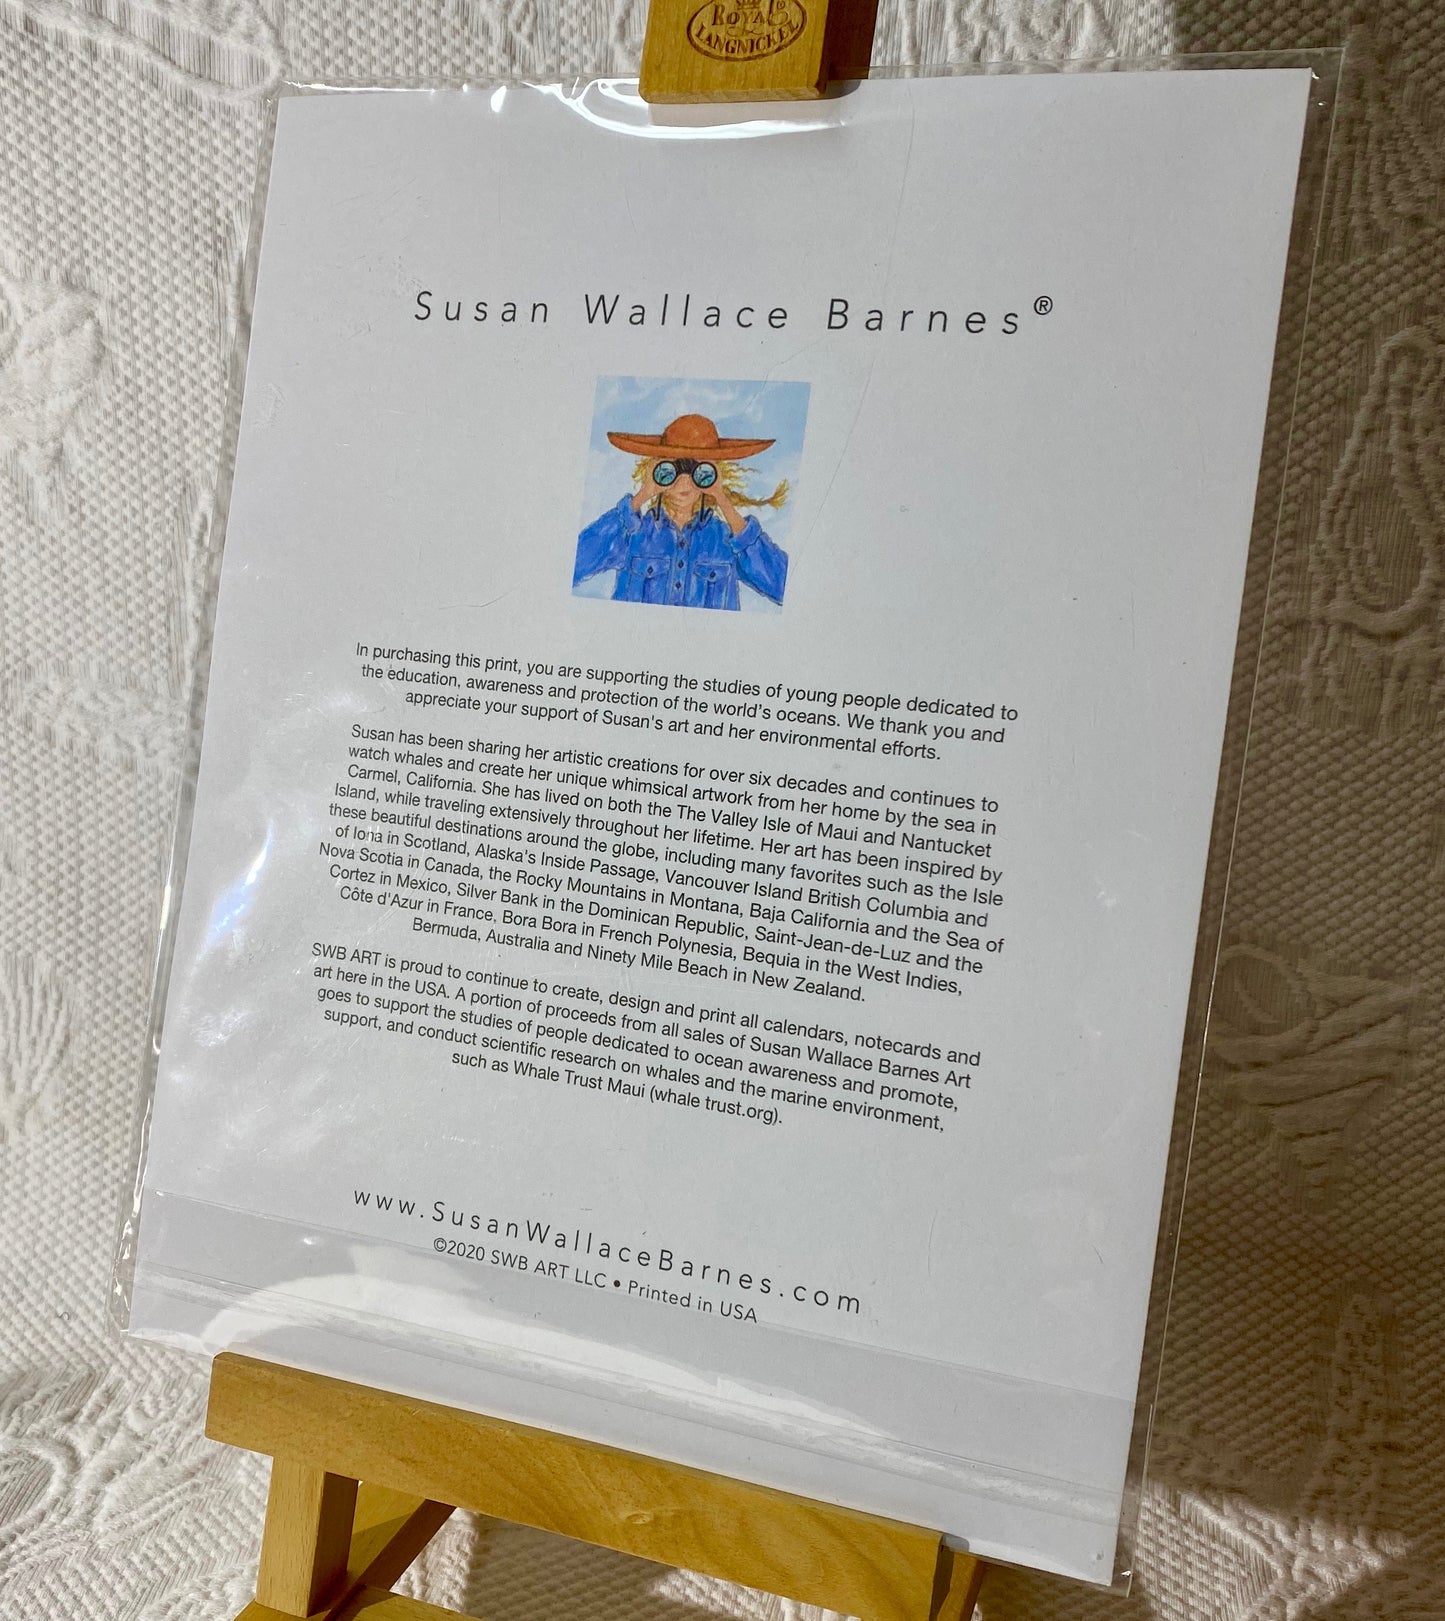 ROYAL
LANGNICKEL
Susan Wallace Barnes®
In purchasing this print, you are supporting the studies of young people dedicated to
the education, awareness and protection of the world's oceans. We thank you and
appreciate your support of Susan's art and her environmental efforts.
Susan has been sharing her artistic creations for over six decades and continues to
watch whales and create her unique whimsical artwork from her home by the sea in
Carmel, California. She has lived on both the The Valley Isle of Maui and Nantucket
Island, while traveling extensively throughout her lifetime. Her art has been inspired by
these beautiful destinations around the globe, including many favorites such as the Isle
of Iona in Scotland, Alaska's Inside Passage, Vancouver Island British Columbia and
Nova Scotia in Canada, the Rocky Mountains in Montana, Baja California and the Sea of
Cortez in Mexico, Silver Bank in the Dominican Republic, Saint-Jean-de-Luz and the
Côte d'Azur in France, Bora Bora in French Polynesia, Bequia in the West Indies,
Bermuda, Australia and Ninety Mile Beach in New Zealand.
SWB ART is proud to continue to create, design and print all calendars, notecards and
art here in the USA. A portion of proceeds from all sales of Susan Wallace Barnes Art
goes to support the studies of people dedicated to ocean awareness and promote,
support, and conduct scientific research on whales and the marine environment,
such as Whale Trust Maui (whale trust.org).
www.SusanWallaceBarnes.com
©2020 SWB ART LLC • Printed in USA